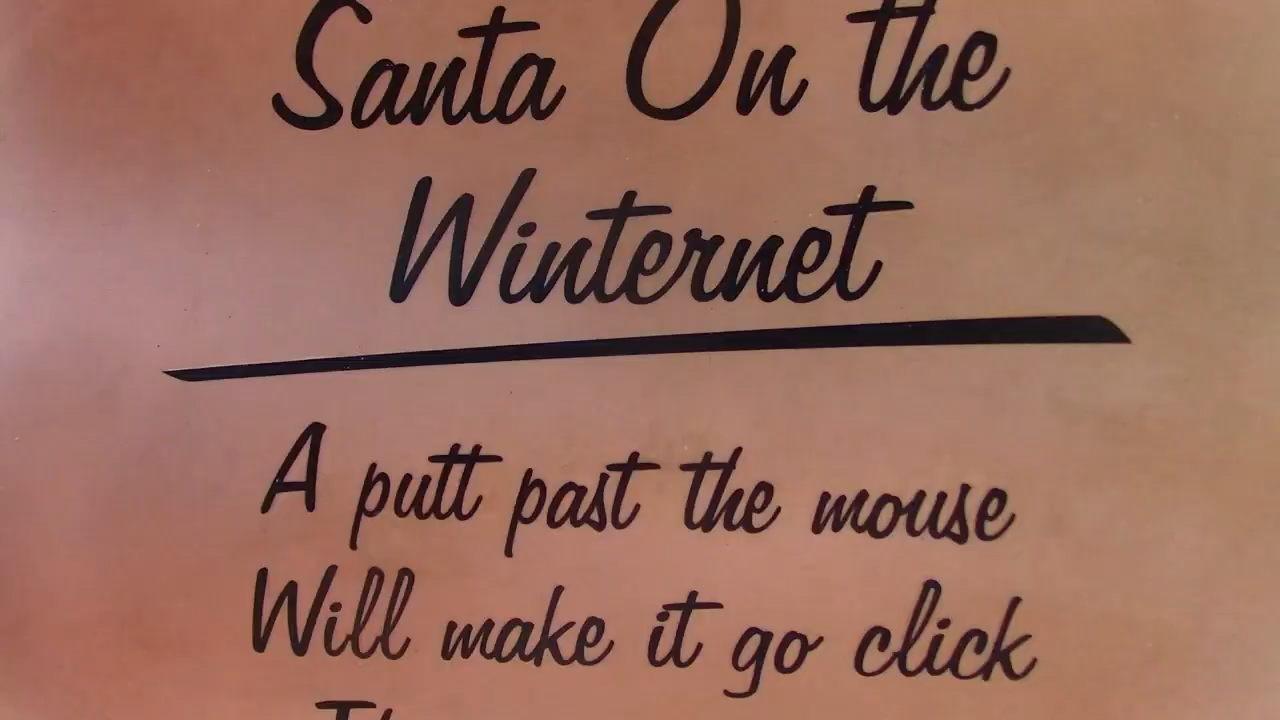 Santa On the
Winternet
A putt past the mouse
Will make it go click